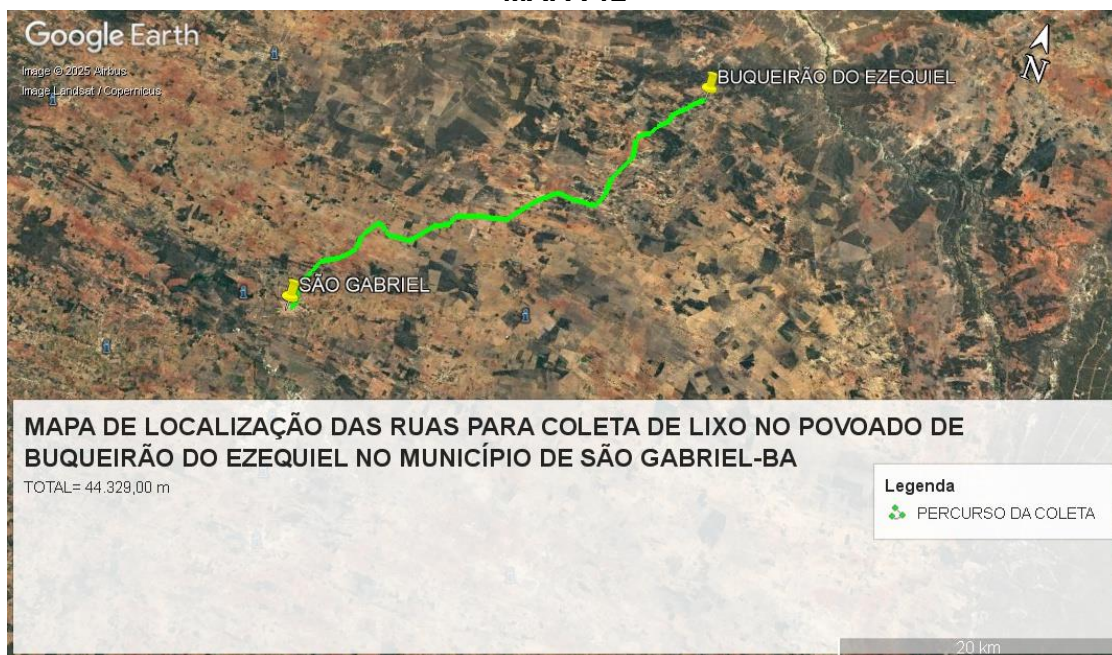 Google Earth
Image © 2025 Airbus
Image Landsat / Copernicus
N
BUQUEIRÃO DO EZEQUIEL
SÃO GABRIEL
MAPA DE LOCALIZAÇÃO DAS RUAS PARA COLETA DE LIXO NO POVOADO DE
BUQUEIRÃO DO EZEQUIEL NO MUNICÍPIO DE SÃO GABRIEL-BA
TOTAL= 44.329,00 m
Legenda
PERCURSO DA COLETA
20 km